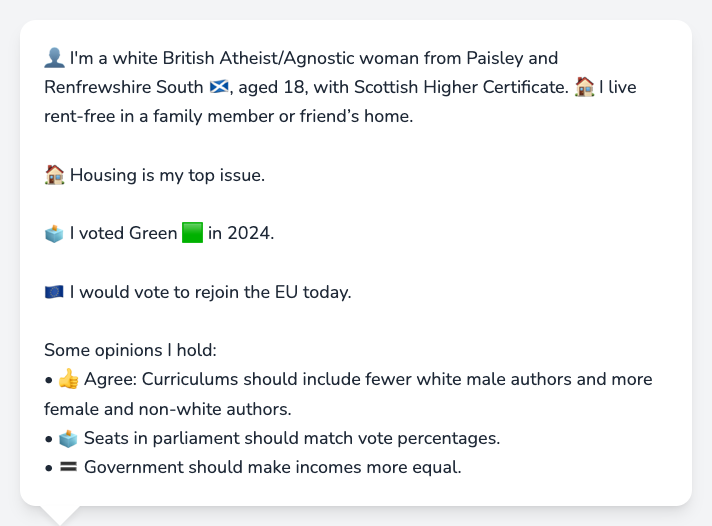 👤 I'm a white British Atheist/Agnostic woman from Paisley and
Renfrewshire South 🏴󠁧󠁢󠁳󠁣󠁴󠁿, aged 18, with Scottish Higher Certificate. 🏠 I live
rent-free in a family member or friend’s home.
🏠 Housing is my top issue.
🗳️ I voted Green 🟩 in 2024.
🇪🇺 I would vote to rejoin the EU today.
Some opinions I hold:
• 👍 Agree: Curriculums should include fewer white male authors and more
female and non-white authors.
• 🗳️ Seats in parliament should match vote percentages.
• 🟰 Government should make incomes more equal.